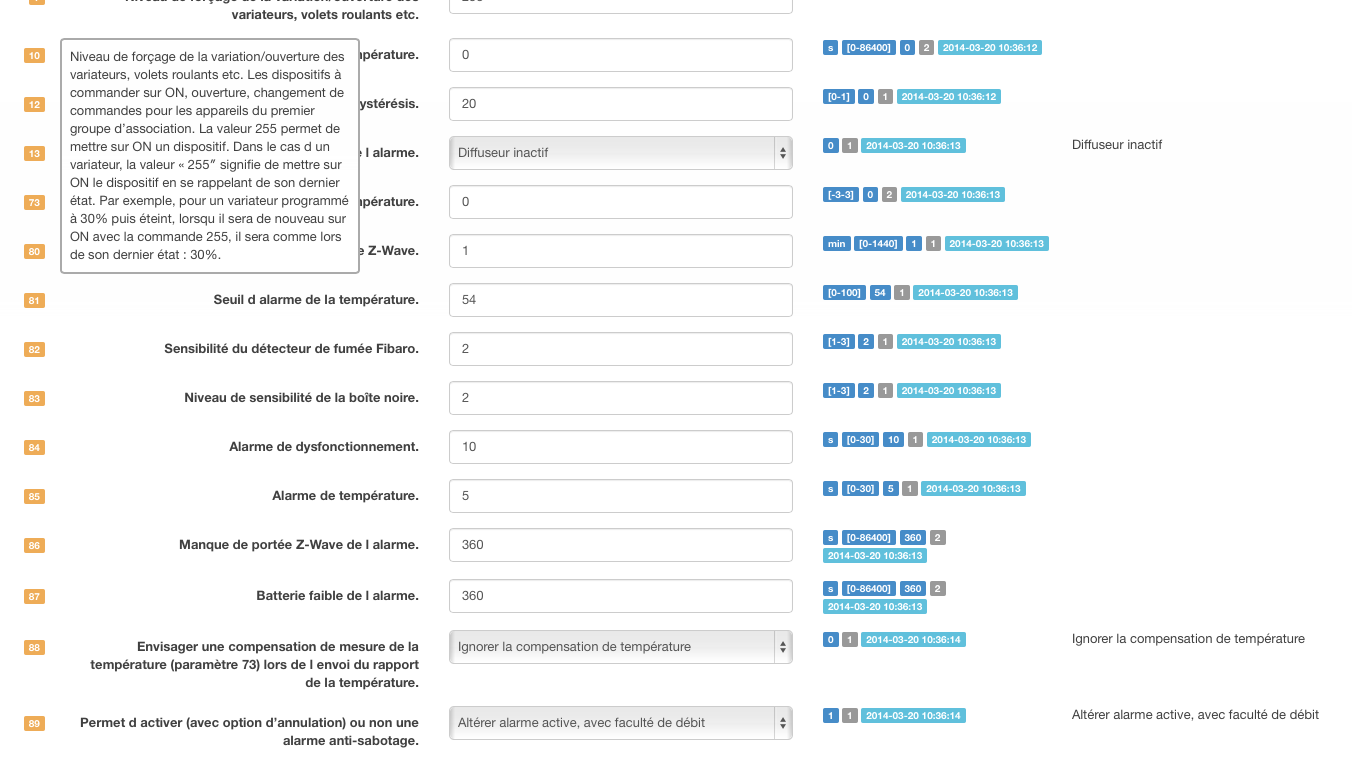 variateurs, volets roulants etc.
10
pérature.
0
s [0-86400] 0 2 2014-03-20 10:36:12
Niveau de forçage de la variation/ouverture des
variateurs, volets roulants etc. Les dispositifs à
commander sur ON, ouverture, changement de
commandes pour les appareils du premier
groupe d’association. La valeur 255 permet de
mettre sur ON un dispositif. Dans le cas d un
variateur, la valeur « 255″ signifie de mettre sur
ON le dispositif en se rappelant de son dernier
état. Par exemple, pour un variateur programmé
à 30% puis éteint, lorsqu il sera de nouveau sur
ON avec la commande 255, il sera comme lors
de son dernier état : 30%.
12
ystérésis.
20
[0-1] 0 1 2014-03-20 10:36:12
13
e l alarme.
Diffuseur inactif
0 1 2014-03-20 10:36:13
Diffuseur inactif
73
pérature.
0
[-3-3] 0 2 2014-03-20 10:36:13
80
e Z-Wave.
1
min [0-1440] 1 1 2014-03-20 10:36:13
81
Seuil d alarme de la température.
54
[0-100] 54 1 2014-03-20 10:36:13
82
Sensibilité du détecteur de fumée Fibaro.
2
[1-3] 2 1 2014-03-20 10:36:13
83
Niveau de sensibilité de la boîte noire.
2
[1-3] 2 1 2014-03-20 10:36:13
84
Alarme de dysfonctionnement.
10
s [0-30] 10 1 2014-03-20 10:36:13
85
Alarme de température.
5
s [0-30] 5 1 2014-03-20 10:36:13
86
Manque de portée Z-Wave de l alarme.
360
s [0-86400] 360 2
2014-03-20 10:36:13
87
Batterie faible de l alarme.
360
s [0-86400] 360 2
2014-03-20 10:36:13
88
Envisager une compensation de mesure de la
température (paramètre 73) lors de l envoi du rapport
de la température.
Ignorer la compensation de température
0 1 2014-03-20 10:36:14
Ignorer la compensation de température
89
Permet d activer (avec option d’annulation) ou non une
alarme anti-sabotage.
Altérer alarme active, avec faculté de débit
1 1 2014-03-20 10:36:14
Altérer alarme active, avec faculté de débit